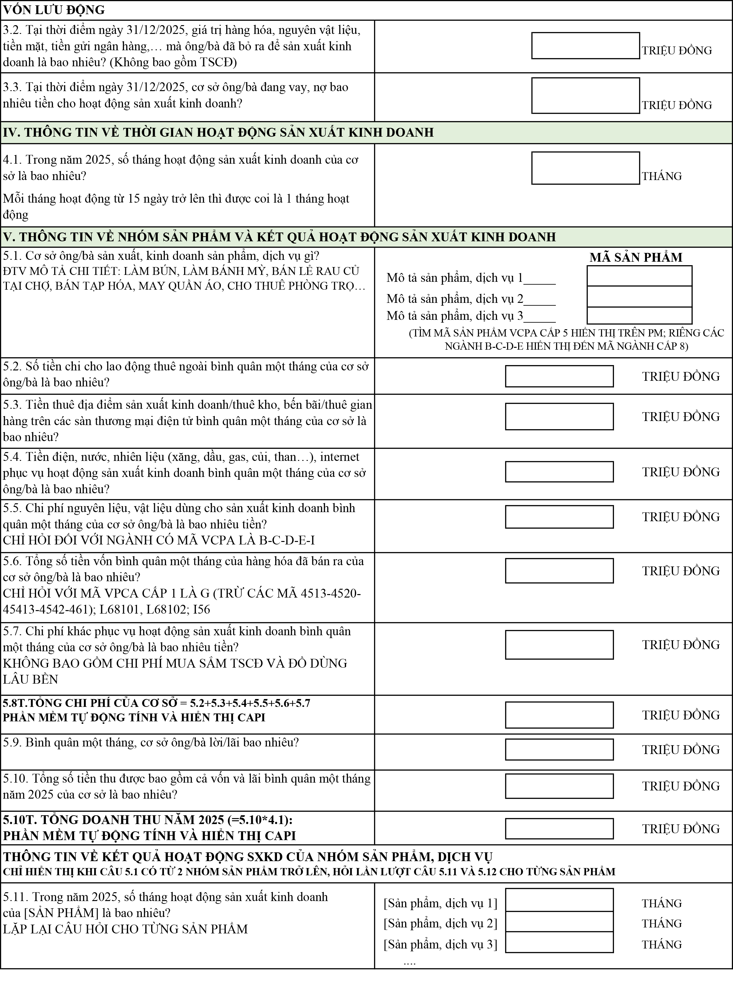 VỐN LƯU ĐỘNG
3.2. Tại thời điểm ngày 31/12/2025, giá trị hàng hóa, nguyên vật liệu,
tiền mặt, tiền gửi ngân hàng,… mà ông/bà đã bỏ ra để sản xuất kinh
doanh là bao nhiêu? (Không bao gồm TSCĐ)
TRIỆU ĐỒNG
3.3. Tại thời điểm ngày 31/12/2025, cơ sở ông/bà đang vay, nợ bao
nhiêu tiền cho hoạt động sản xuất kinh doanh?
TRIỆU ĐỒNG
IV. THÔNG TIN VỀ THỜI GIAN HOẠT ĐỘNG SẢN XUẤT KINH DOANH
4.1. Trong năm 2025, số tháng hoạt động sản xuất kinh doanh của cơ
sở là bao nhiêu?
THÁNG
Mỗi tháng hoạt động từ 15 ngày trở lên thì được coi là 1 tháng hoạt
động
V. THÔNG TIN VỀ NHÓM SẢN PHẨM VÀ KẾT QUẢ HOẠT ĐỘNG SẢN XUẤT KINH DOANH
5.1. Cơ sở ông/bà sản xuất, kinh doanh sản phẩm, dịch vụ gì?
ĐTV MÔ TẢ CHI TIẾT: LÀM BÚN, LÀM BÁNH MỲ, BÁN LẺ RAU CỦ
TẠI CHỢ, BÁN TẠP HÓA, MAY QUẦN ÁO, CHO THUÊ PHÒNG TRỌ…
MÃ SẢN PHẨM
Mô tả sản phẩm, dịch vụ 1_____
Mô tả sản phẩm, dịch vụ 2_____
Mô tả sản phẩm, dịch vụ 3_____
(TÌM MÃ SẢN PHẨM VCPA CẤP 5 HIỂN THỊ TRÊN PM; RIÊNG CÁC
NGÀNH B-C-D-E HIỂN THỊ ĐẾN MÃ NGÀNH CẤP 8)
5.2. Số tiền chi cho lao động thuê ngoài bình quân một tháng của cơ sở
ông/bà là bao nhiêu?
TRIỆU ĐỒNG
5.3. Tiền thuê địa điểm sản xuất kinh doanh/thuê kho, bến bãi/thuê gian
hàng trên các sàn thương mại điện tử bình quân một tháng của cơ sở là
bao nhiêu?
TRIỆU ĐỒNG
5.4. Tiền điện, nước, nhiên liệu (xăng, dầu, gas, củi, than…), internet
phục vụ hoạt động sản xuất kinh doanh bình quân một tháng của cơ sở
ông/bà là bao nhiêu?
TRIỆU ĐỒNG
5.5. Chi phí nguyên liệu, vật liệu dùng cho sản xuất kinh doanh bình
quân một tháng của cơ sở ông/bà là bao nhiêu tiền?
CHỈ HỎI ĐỐI VỚI NGÀNH CÓ MÃ VCPA LÀ B-C-D-E-I
TRIỆU ĐỒNG
5.6. Tổng số tiền vốn bình quân một tháng của hàng hóa đã bán ra của
cơ sở ông/bà là bao nhiêu?
CHỈ HỎI VỚI MÃ VPCA CẤP 1 LÀ G (TRỪ CÁC MÃ 4513-4520-
45413-4542-461); L68101, L68102; I56
TRIỆU ĐỒNG
5.7. Chi phí khác phục vụ hoạt động sản xuất kinh doanh bình quân
một tháng của cơ sở ông/bà là bao nhiêu tiền?
KHÔNG BAO GỒM CHI PHÍ MUA SẮM TSCĐ VÀ ĐỒ DÙNG
LÂU BỀN
TRIỆU ĐỒNG
5.8T.TỔNG CHI PHÍ CỦA CƠ SỞ = 5.2+5.3+5.4+5.5+5.6+5.7
PHẦN MỀM TỰ ĐỘNG TÍNH VÀ HIỂN THỊ CAPI
TRIỆU ĐỒNG
5.9. Bình quân một tháng, cơ sở ông/bà lời/lãi bao nhiêu?
TRIỆU ĐỒNG
5.10. Tổng số tiền thu được bao gồm cả vốn và lãi bình quân một tháng
năm 2025 của cơ sở là bao nhiêu?
TRIỆU ĐỒNG
5.10T. TỔNG DOANH THU NĂM 2025 (=5.10*4.1):
PHẦN MỀM TỰ ĐỘNG TÍNH VÀ HIỂN THỊ CAPI
TRIỆU ĐỒNG
THÔNG TIN VỀ KẾT QUẢ HOẠT ĐỘNG SXKD CỦA NHÓM SẢN PHẨM, DỊCH VỤ
CHỈ HIỂN THỊ KHI CÂU 5.1 CÓ TỪ 2 NHÓM SẢN PHẨM TRỞ LÊN, HỎI LẦN LƯỢT CÂU 5.11 VÀ 5.12 CHO TỪNG SẢN PHẨM
5.11. Trong năm 2025, số tháng hoạt động sản xuất kinh doanh
của [SẢN PHẨM] là bao nhiêu?
LẶP LẠI CÂU HỎI CHO TỪNG SẢN PHẨM
[Sản phẩm, dịch vụ 1] THÁNG
[Sản phẩm, dịch vụ 2] THÁNG
[Sản phẩm, dịch vụ 3] THÁNG
....